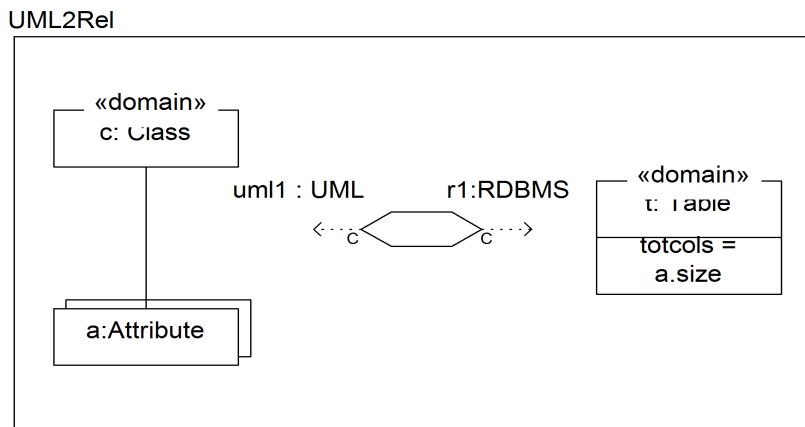 UML2Rel
«domain»
c: Class
uml1 : UML
r1:RDBMS
«domain»
t: Table
totcols =
a.size
C
C
a:Attribute